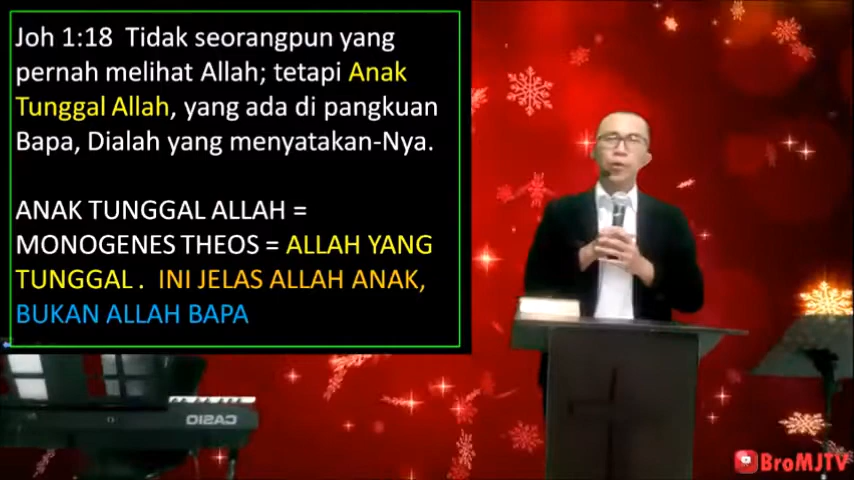 Joh 1:18 Tidak seorangpun yang
pernah melihat Allah; tetapi Anak
Tunggal Allah, yang ada di pangkuan
Bapa, Dialah yang menyatakan-Nya.
ANAK TUNGGAL ALLAH =
MONOGENES THEOS = ALLAH YANG
TUNGGAL . INI JELAS ALLAH ANAK,
BUKAN ALLAH BAPA
CASIO
BroMJTV